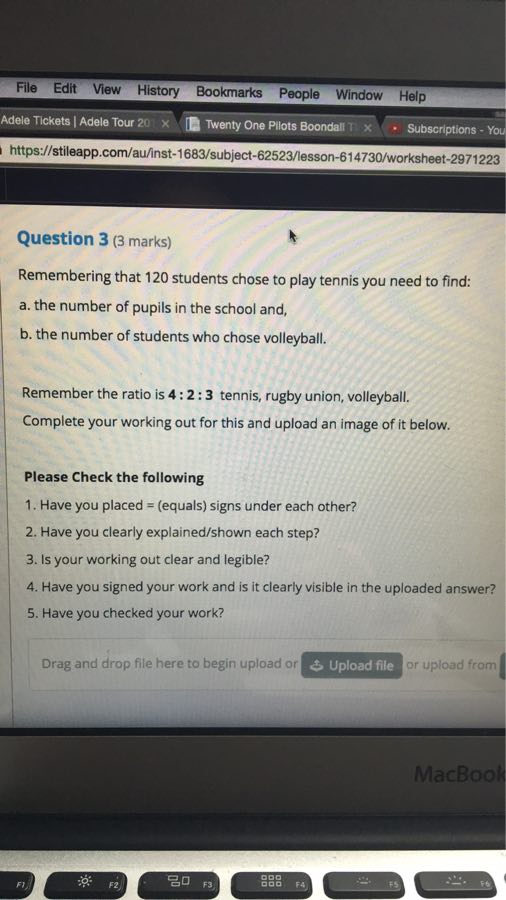 File Edit View History Bookmarks People Window Help
Adele Tickets | Adele Tour 20 × Twenty One Pilots Boondall T × Subscriptions - You
https://stileapp.com/au/inst-1683/subject-62523/lesson-614730/worksheet-2971223
Question 3 (3 marks)
Remembering that 120 students chose to play tennis you need to find:
a. the number of pupils in the school and,
b. the number of students who chose volleyball.
Remember the ratio is 4 : 2 : 3 tennis, rugby union, volleyball.
Complete your working out for this and upload an image of it below.
Please Check the following
1. Have you placed = (equals) signs under each other?
2. Have you clearly explained/shown each step?
3. Is your working out clear and legible?
4. Have you signed your work and is it clearly visible in the uploaded answer?
5. Have you checked your work?
Drag and drop file here to begin upload or Upload file or upload from
MacBook
F1 F2 F3 F4 F5 F6